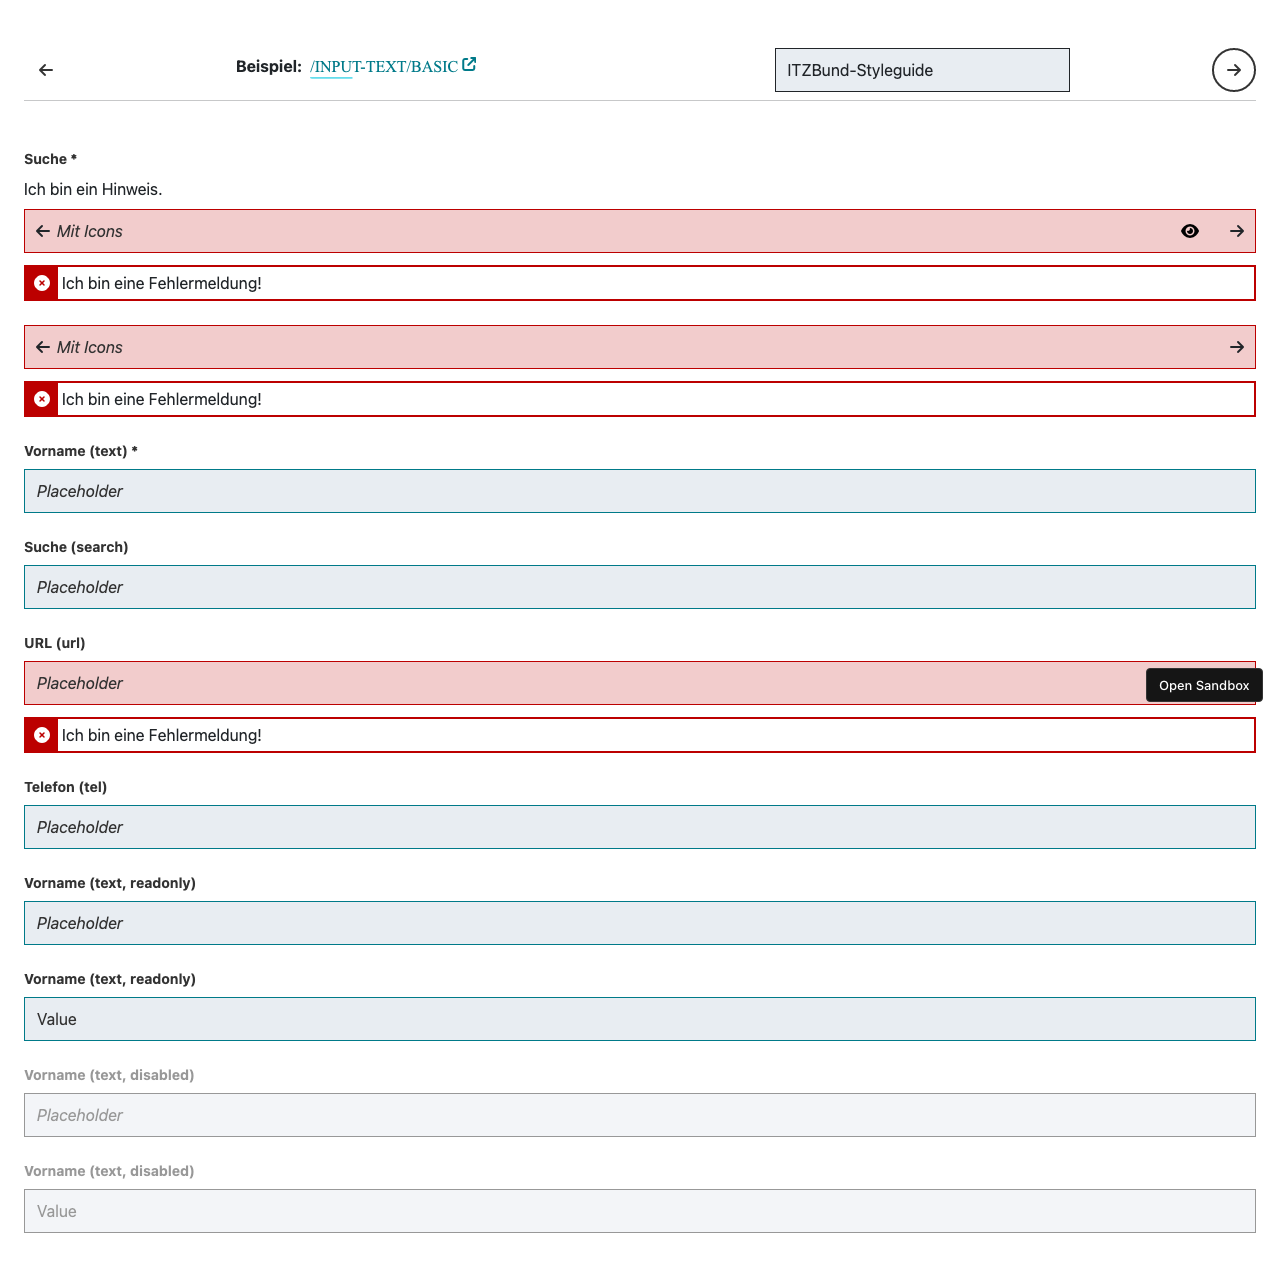 Beispiel: /INPUT-TEXT/BASIC
ITZBund-Styleguide
Suche *
Ich bin ein Hinweis.
Mit Icons
Ich bin eine Fehlermeldung!
Mit Icons
Ich bin eine Fehlermeldung!
Vorname (text) *
Placeholder
Suche (search)
Placeholder
URL (url)
Placeholder
Open Sandbox
Ich bin eine Fehlermeldung!
Telefon (tel)
Placeholder
Vorname (text, readonly)
Placeholder
Vorname (text, readonly)
Value
Vorname (text, disabled)
Placeholder
Vorname (text, disabled)
Value